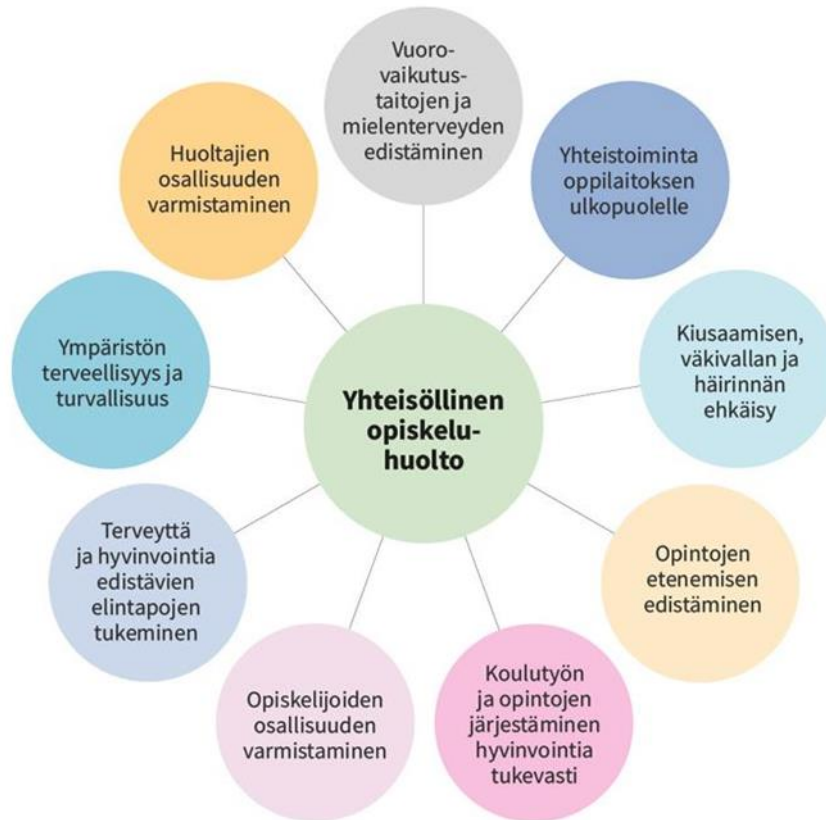 Vuoro-
vaikutus-
taitojen ja
mielenterveyden
edistäminen
Yhteistoiminta
oppilaitoksen
ulkopuolelle
Kiusaamisen,
väkivallan ja
häirinnän
ehkäisy
Opintojen
etenemisen
edistäminen
Koulutyön
ja opintojen
järjestäminen
hyvinvointia
tukevasti
Opiskelijoiden
osallisuuden
varmistaminen
Terveyttä
ja hyvinvointia
edistävien
elintapojen
tukeminen
Ympäristön
terveellisyys ja
turvallisuus
Huoltajien
osallisuuden
varmistaminen
Yhteisöllinen
opiskelu-
huolto